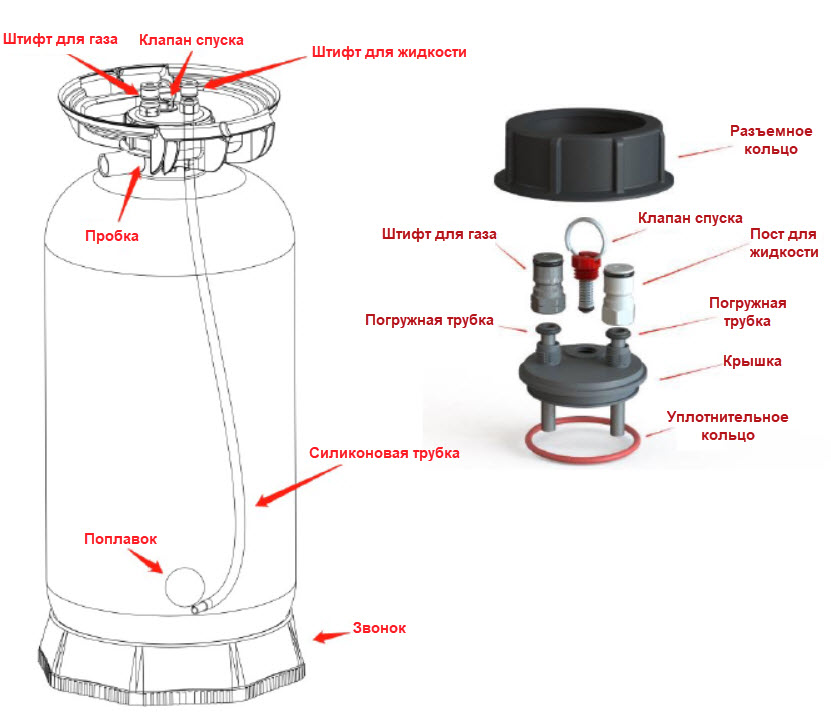 Штифт для газа
Клапан спуска
Штифт для жидкости
Пробка
Силиконовая трубка
Поплавок
Звонок
Разъемное
кольцо
Клапан спуска
Штифт для газа
Пост для
жидкости
Погружная трубка
Погружная
трубка
Крышка
Уплотнительное
кольцо